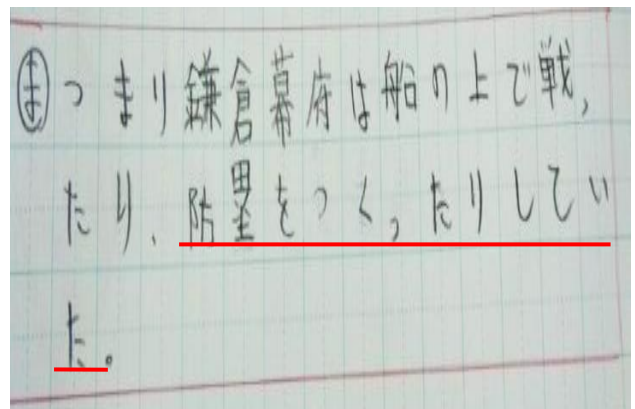 ま つまり鎌倉幕府は船の上で戦っ
たり、防塁をつくったりしてい
た。